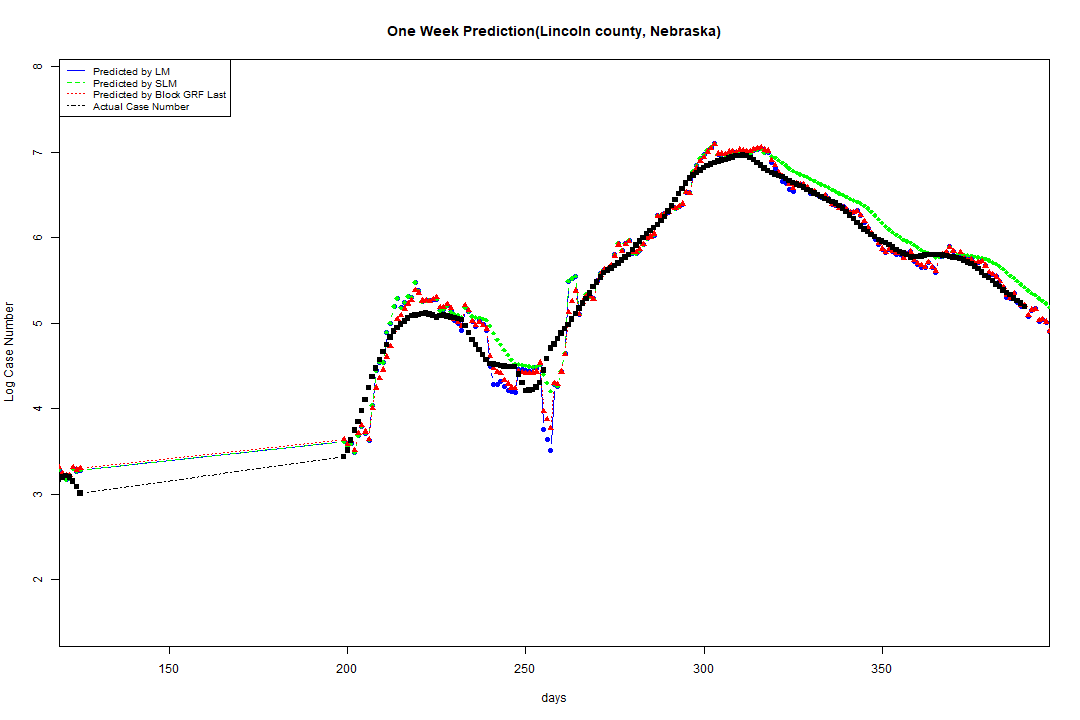 One Week Prediction(Lincoln county, Nebraska)
Predicted by LM
Predicted by SLM
Predicted by Block GRF Last
Actual Case Number
8
7
6
5
4
3
2
Log Case Number
150
200
250
300
350
days